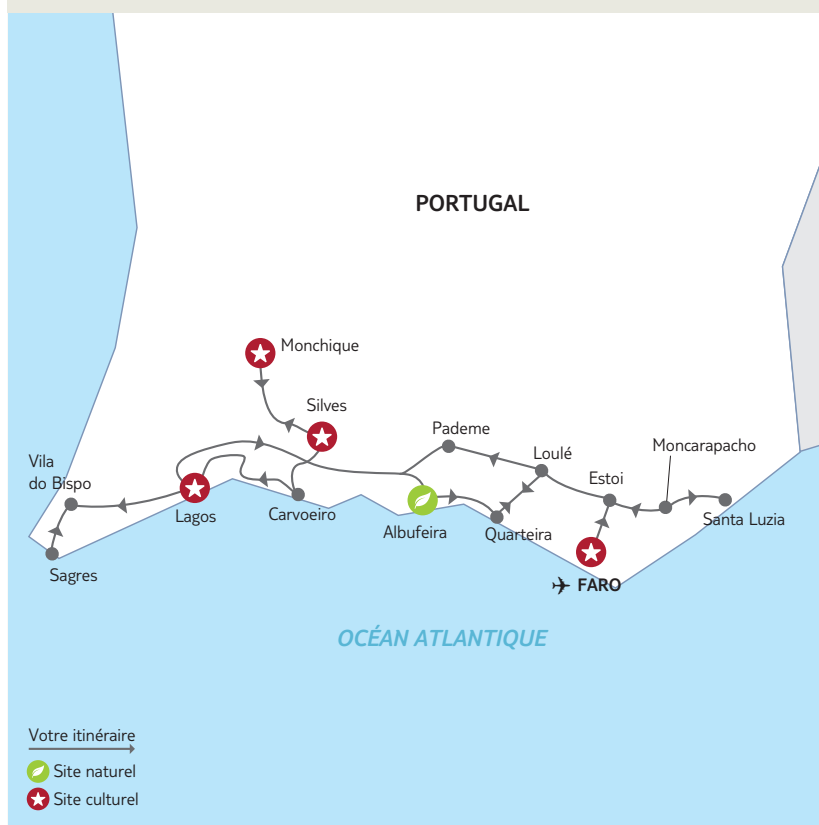 PORTUGAL
Monchique
Silves
Pademe
Loulé
Moncarapacho
Estoi
Vila
do Bispo
Lagos
Carvoeiro
Albufeira
Quarteira
Santa Luzia
Sagres
FARO
OCÉAN ATLANTIQUE
Votre itinéraire
Site naturel
Site culturel